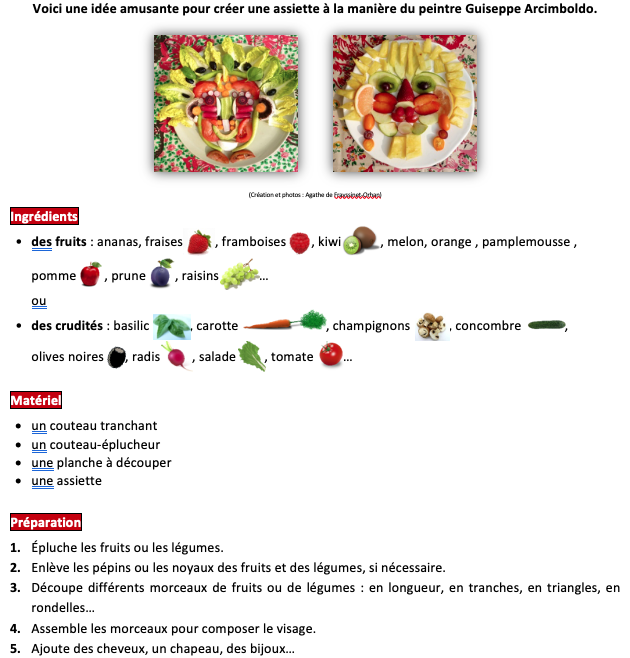 Voici une idée amusante pour créer une assiette à la manière du peintre Guiseppe Arcimboldo.
(Création et photos : Agathe de Frayssinet-Orhan)
Ingrédients
• des fruits : ananas, fraises , framboises , kiwi , melon, orange , pamplemousse ,
pomme , prune , raisins ...
ou
• des crudités : basilic , carotte , champignons , concombre ,
olives noires , radis , salade , tomate ...
Matériel
• un couteau tranchant
• un couteau-éplucheur
• une planche à découper
• une assiette
Préparation
1. Épluche les fruits ou les légumes.
2. Enlève les pépins ou les noyaux des fruits et des légumes, si nécessaire.
3. Découpe différents morceaux de fruits ou de légumes : en longueur, en tranches, en triangles, en
rondelles…
4. Assemble les morceaux pour composer le visage.
5. Ajoute des cheveux, un chapeau, des bijoux…